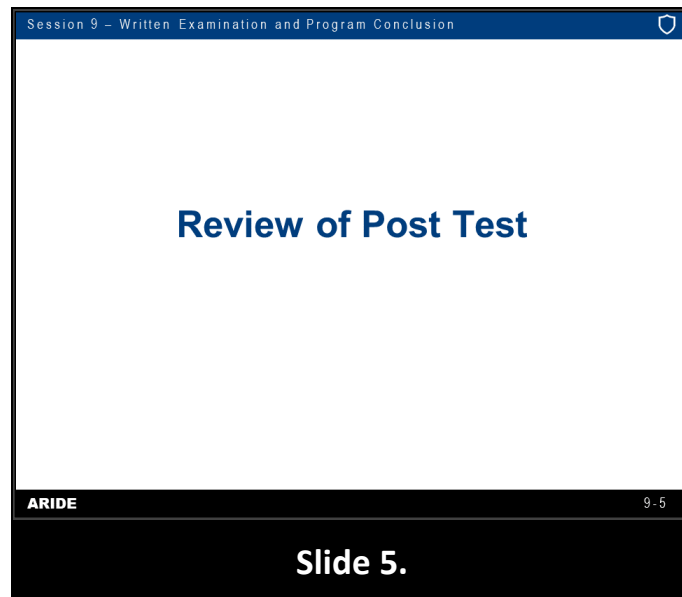 Session 9 – Written Examination and Program Conclusion
Review of Post Test
ARIDE 9-5
Slide 5.